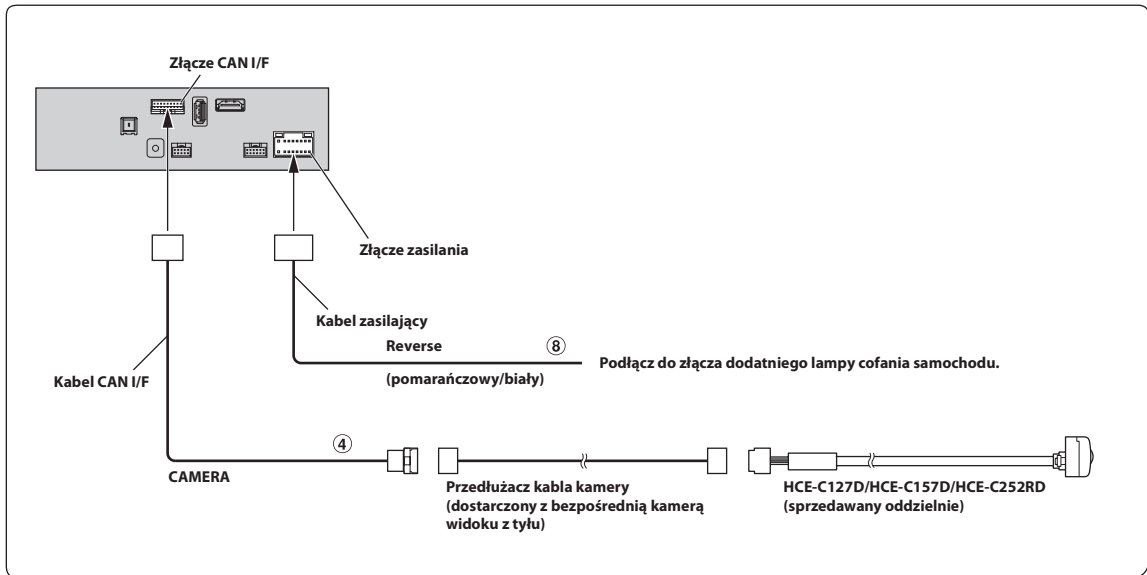 Złącze CAN I/F
Złącze zasilania
Kabel zasilający
Reverse
⑧
Podłącz do złącza dodatniego lampy cofania samochodu.
(pomarańczowy/biały)
Kabel CAN I/F
④
CAMERA
Przedłużacz kabla kamery
(dostarczony z bezpośrednią kamerą
widoku z tyłu)
HCE-C127D/HCE-C157D/HCE-C252RD
(sprzedawany oddzielnie)